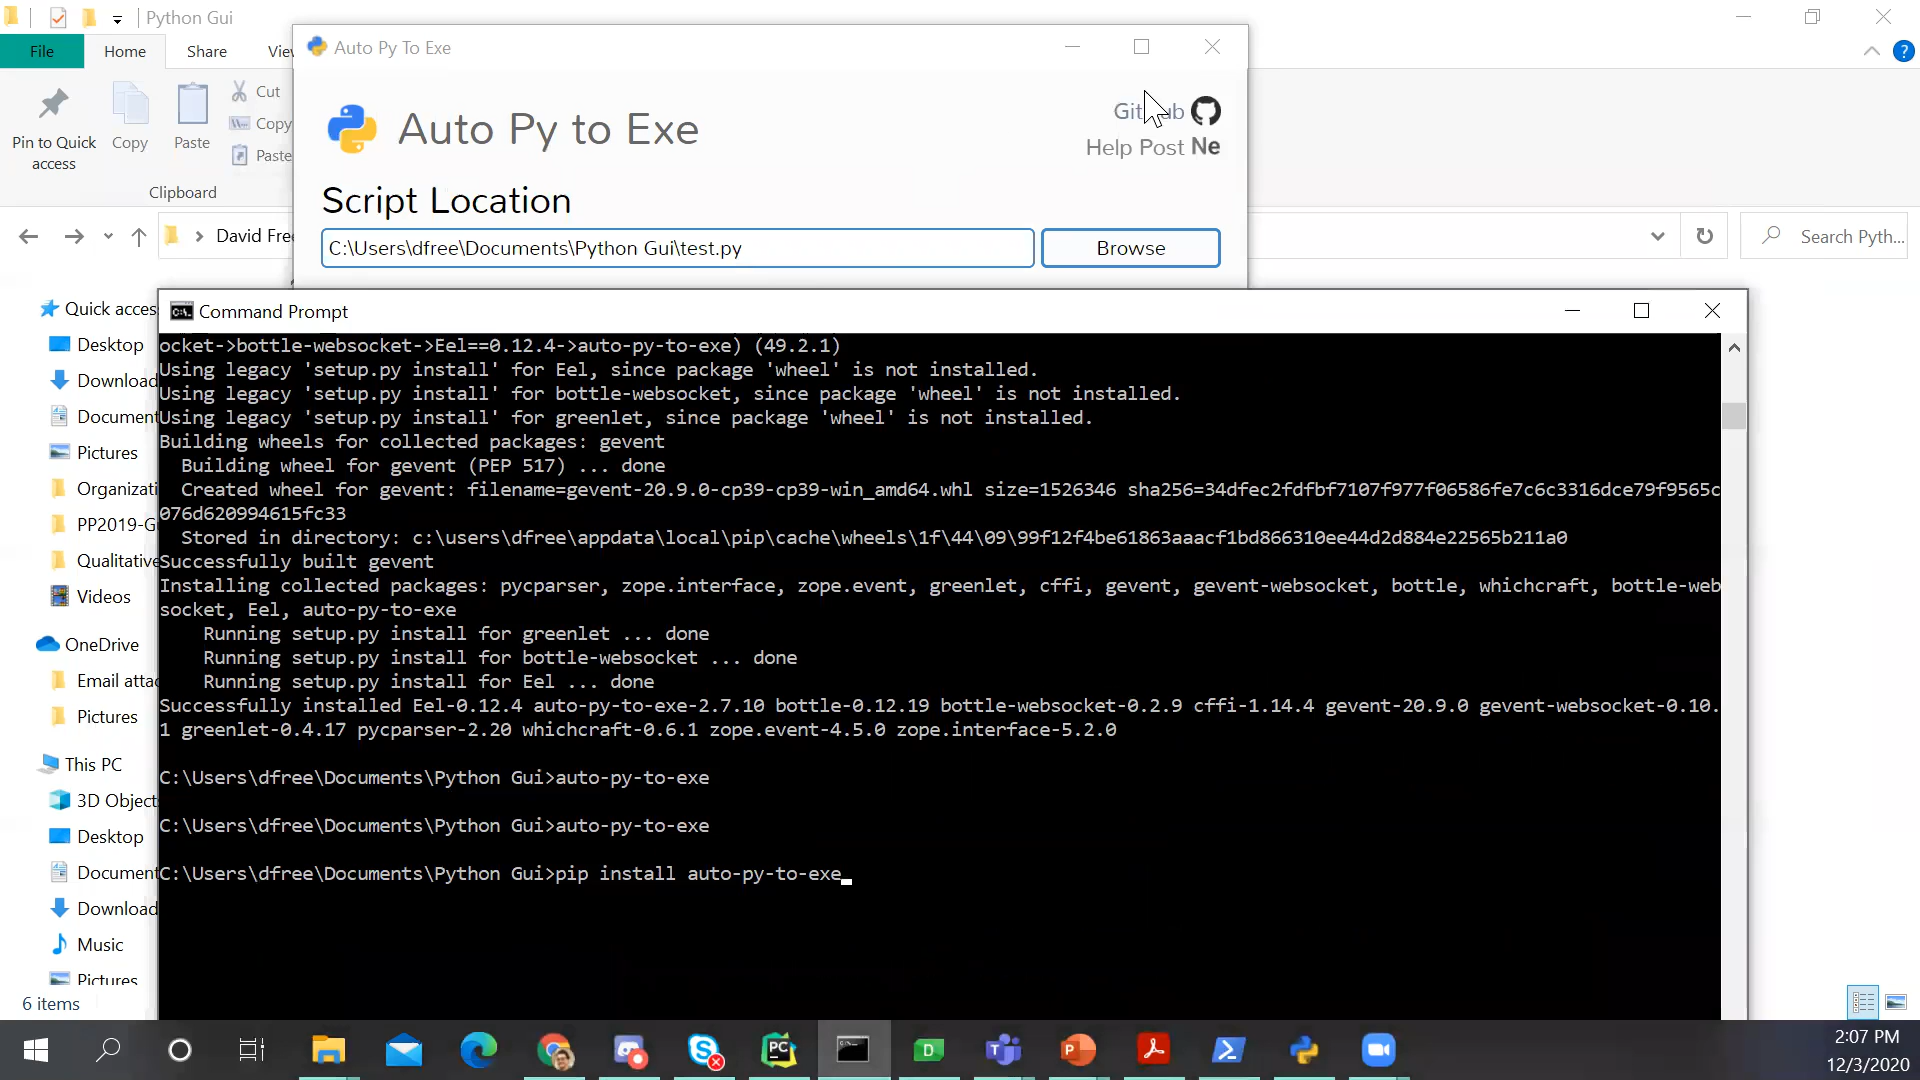 Python Gui
File
Home
Share
Auto Py To Exe
Pin to Quick access
Copy
Paste
Cut
Copy
Paste
Clipboard
Auto Py to Exe
GitHub
Help Post Ne
Script Location
C:\Users\dfree\Documents\Python Gui\test.py
Browse
David Free
Search Pyth...
Quick acces
Desktop
Download
Document
Pictures
Organizati
PP2019-G
Qualitative
Videos
OneDrive
Email atta
Pictures
This PC
3D Object
Desktop
Document
Download
Music
Pictures
6 items
Command Prompt
ocket->bottle-websocket->Eel==0.12.4->auto-py-to-exe) (49.2.1)
Using legacy 'setup.py install' for Eel, since package 'wheel' is not installed.
Using legacy 'setup.py install' for bottle-websocket, since package 'wheel' is not installed.
Using legacy 'setup.py install' for greenlet, since package 'wheel' is not installed.
Building wheels for collected packages: gevent
Building wheel for gevent (PEP 517) ... done
Created wheel for gevent: filename=gevent-20.9.0-cp39-cp39-win_amd64.whl size=1526346 sha256=34dfec2fdfbf7107f977f06586fe7c6c3316dce79f9565c
076d620994615fc33
Stored in directory: c:\users\dfree\appdata\local\pip\cache\wheels\1f\44\09\99f12f4be61863aaacf1bd866310ee44d2d884e22565b211a0
Successfully built gevent
Installing collected packages: pycparser, zope.interface, zope.event, greenlet, cffi, gevent, gevent-websocket, bottle, whichcraft, bottle-web
socket, Eel, auto-py-to-exe
Running setup.py install for greenlet ... done
Running setup.py install for bottle-websocket ... done
Running setup.py install for Eel ... done
Successfully installed Eel-0.12.4 auto-py-to-exe-2.7.10 bottle-0.12.19 bottle-websocket-0.2.9 cffi-1.14.4 gevent-20.9.0 gevent-websocket-0.10.
1 greenlet-0.4.17 pycparser-2.20 whichcraft-0.6.1 zope.event-4.5.0 zope.interface-5.2.0
C:\Users\dfree\Documents\Python Gui>auto-py-to-exe
C:\Users\dfree\Documents\Python Gui>auto-py-to-exe
C:\Users\dfree\Documents\Python Gui>pip install auto-py-to-exe
2:07 PM
12/3/2020